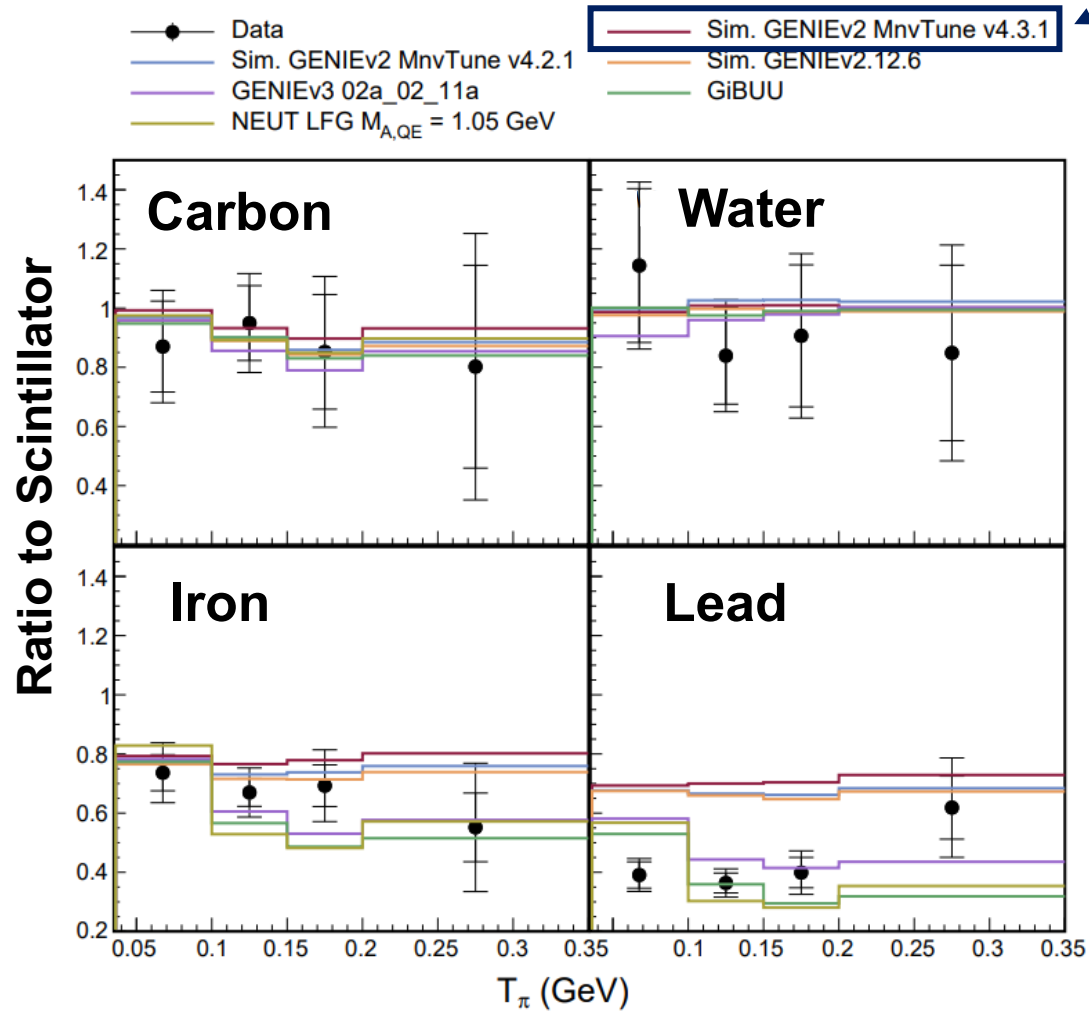 Data
Sim. GENIEv2 MnvTune v4.3.1
Sim. GENIEv2 MnvTune v4.2.1
Sim. GENIEv2.12.6
GENIEv3 02a_02_11a
GiBUU
NEUT LFG M_A,QE = 1.05 GeV
Carbon
Water
1.4
1.2
1
0.8
0.6
0.4
Ratio to Scintillator
Iron
Lead
1.4
1.2
1
0.8
0.6
0.4
0.2
0.05 0.1 0.15 0.2 0.25 0.3 0.35 0.1 0.15 0.2 0.25 0.3 0.35
T_π (GeV)